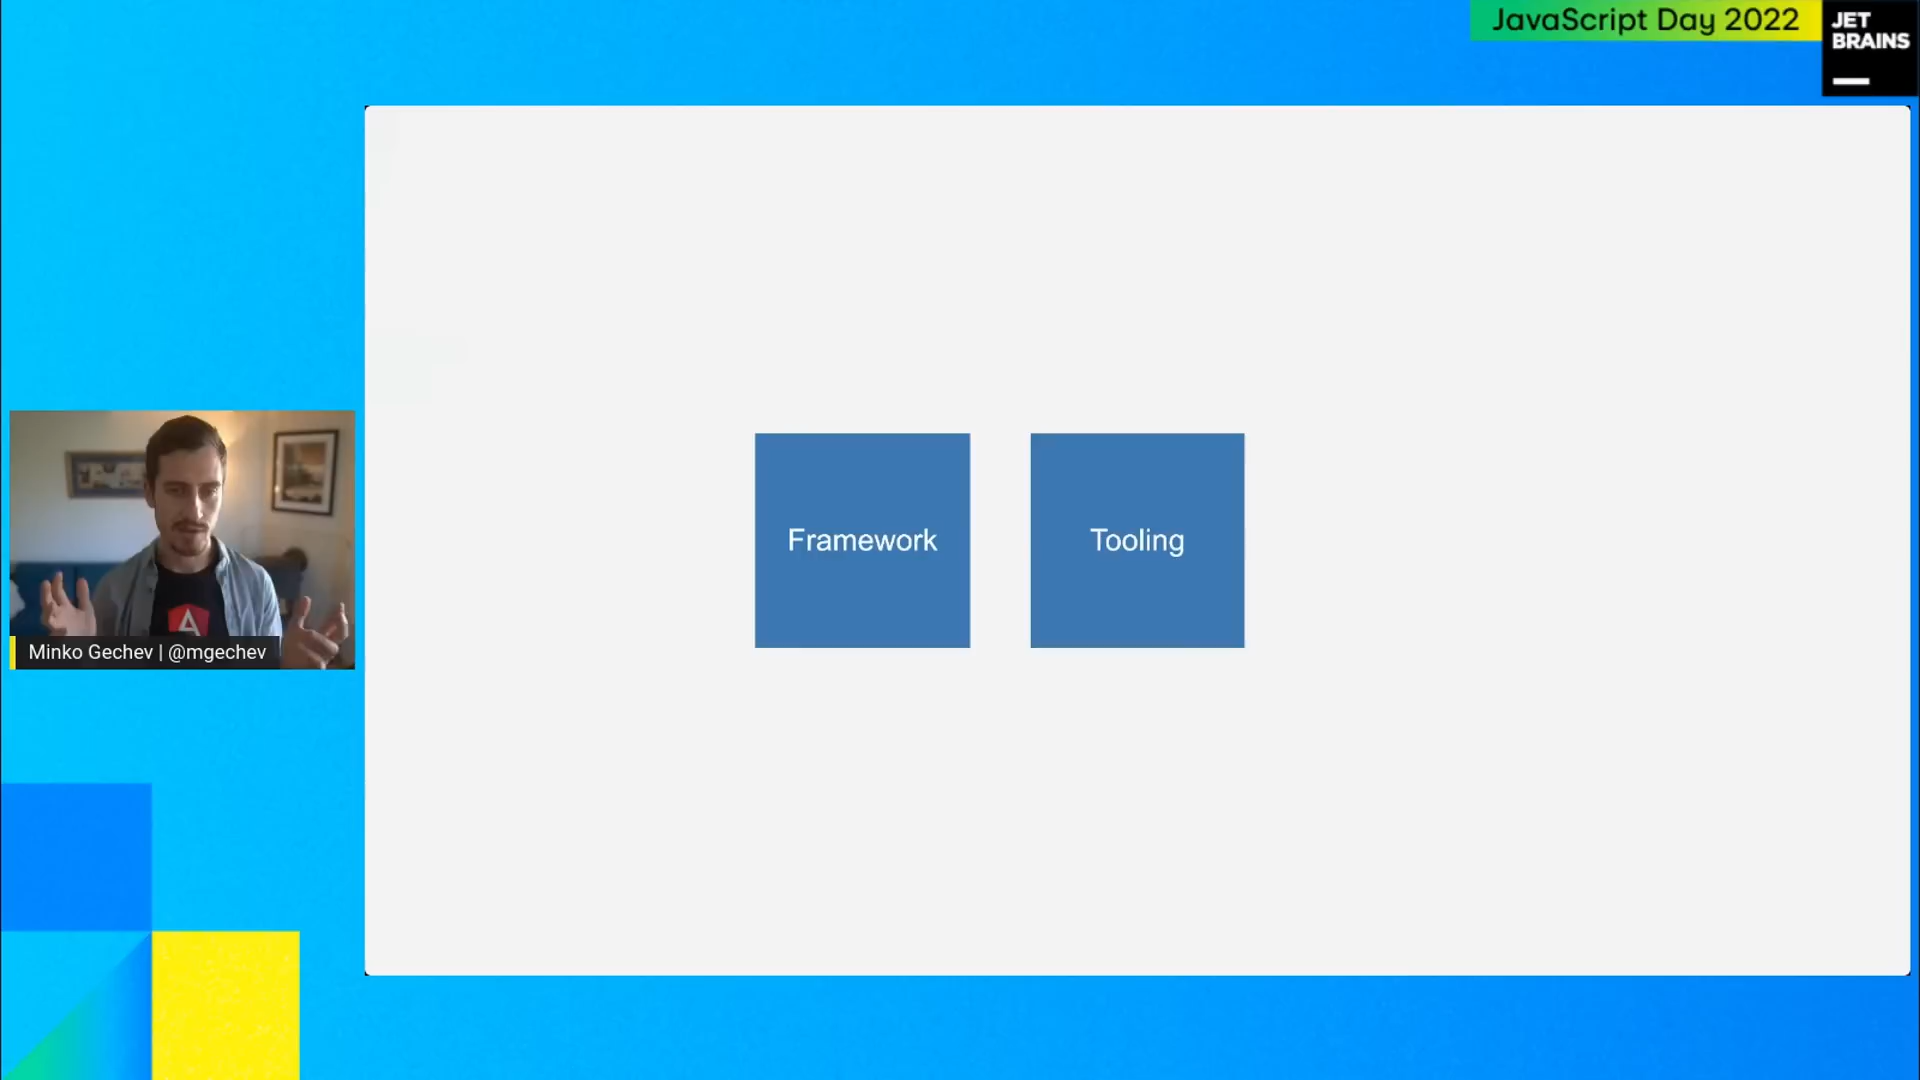 JavaScript Day 2022
JET
BRAINS
Framework
Tooling
A
Minko Gechev | @mgechev